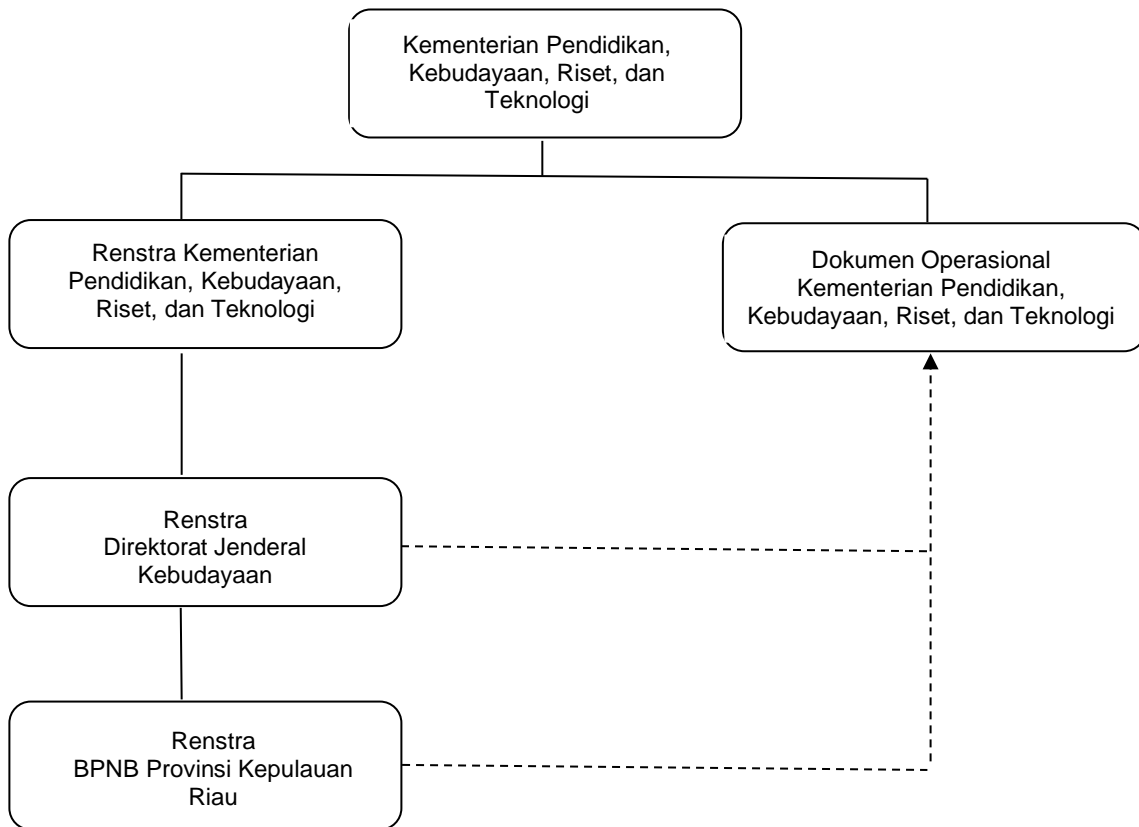 Kementerian Pendidikan,
Kebudayaan, Riset, dan
Teknologi
Renstra Kementerian
Pendidikan, Kebudayaan,
Riset, dan Teknologi
Dokumen Operasional
Kementerian Pendidikan,
Kebudayaan, Riset, dan Teknologi
Renstra
Direktorat Jenderal
Kebudayaan
Renstra
BPNB Provinsi Kepulauan
Riau